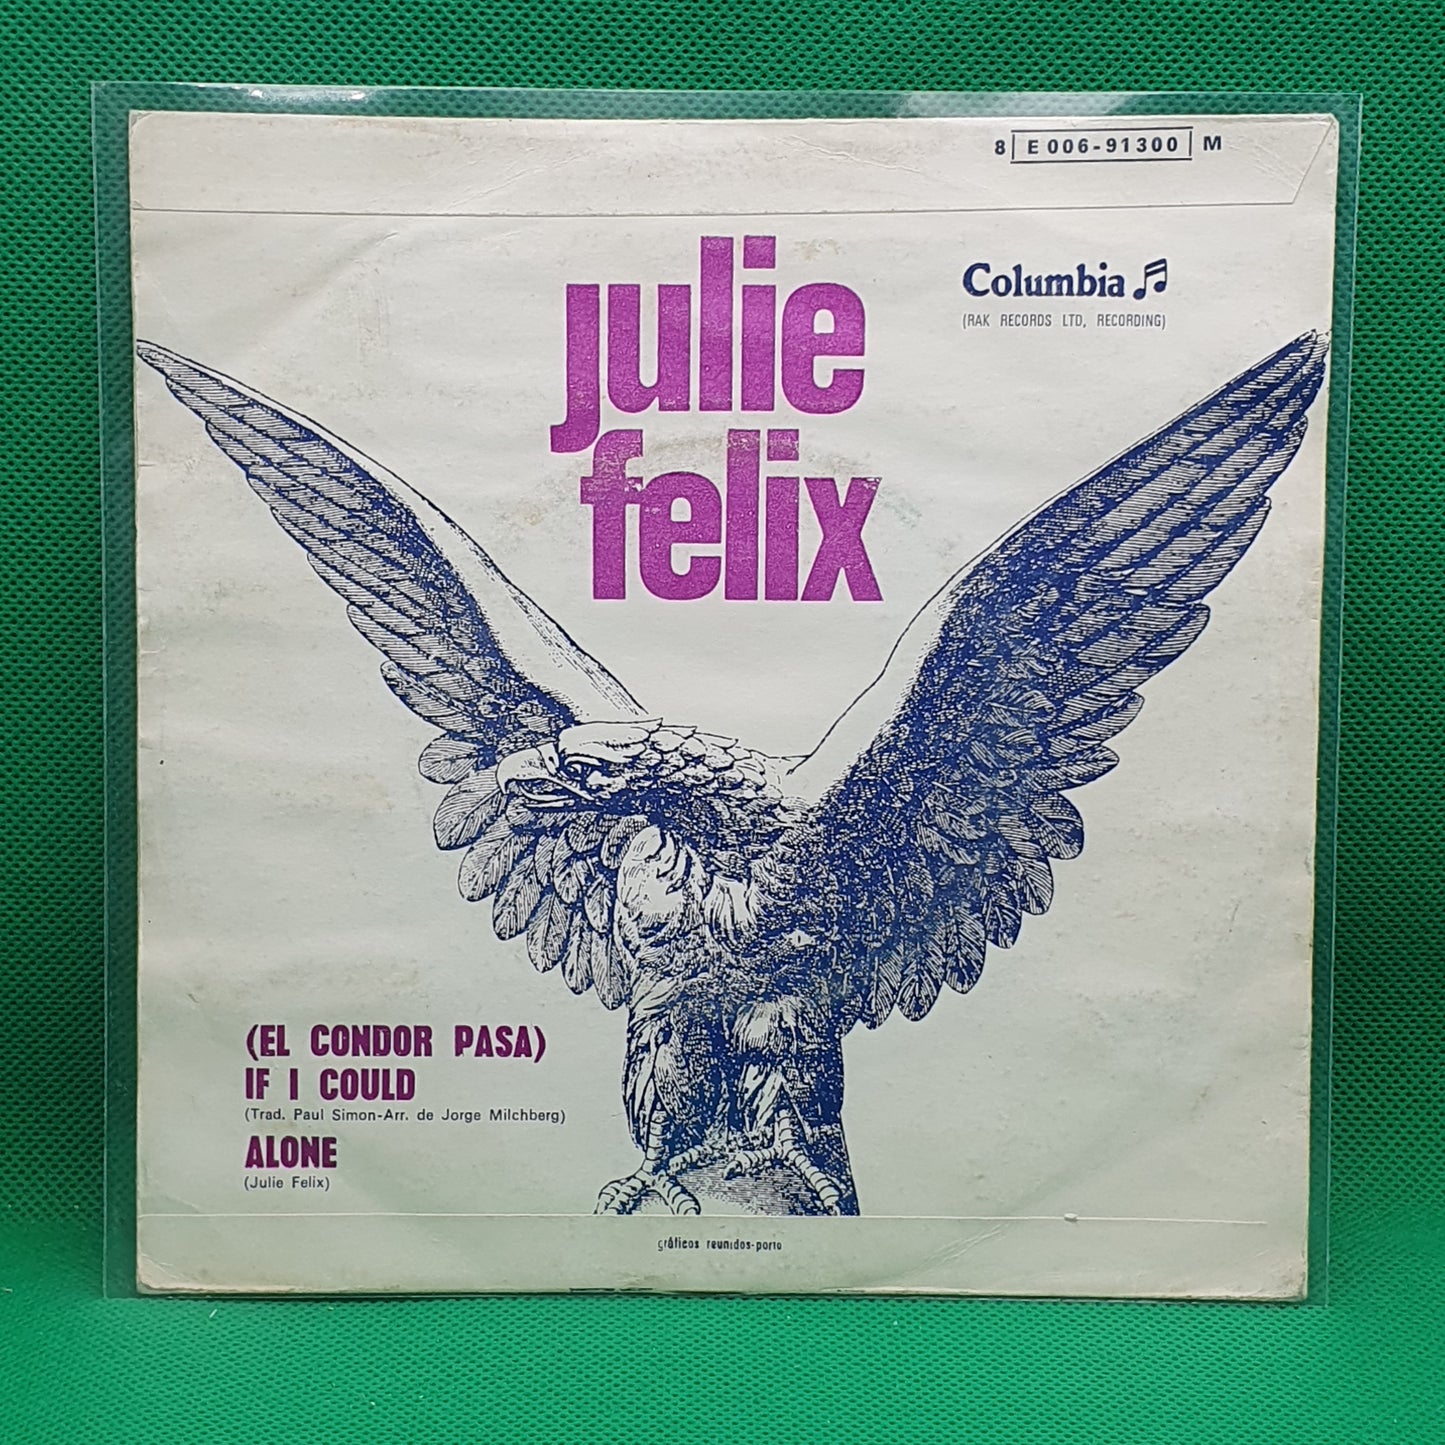 8 E 006-91300 M
Columbia
(RAK RECORDS LTD, RECORDING)
julie
felix
(EL CONDOR PASA)
IF I COULD
(Trad. Paul Simon-Arr. de Jorge Milchberg)
ALONE
(Julie Felix)
gráficos reunidos-porto